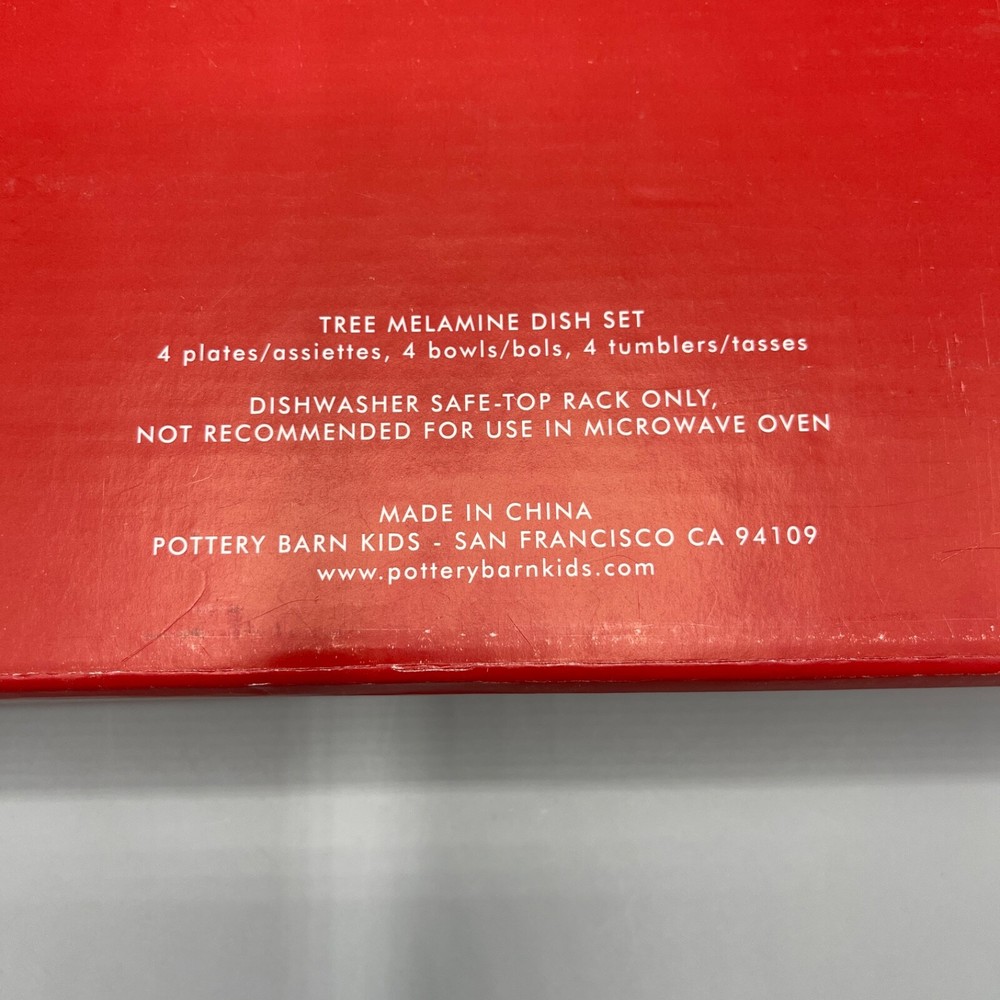 TREE MELAMINE DISH SET
4 plates/assiettes, 4 bowls/bols, 4 tumblers/tasses
DISHWASHER SAFE-TOP RACK ONLY,
NOT RECOMMENDED FOR USE IN MICROWAVE OVEN
MADE IN CHINA
POTTERY BARN KIDS - SAN FRANCISCO CA 94109
www.potterybarnkids.com